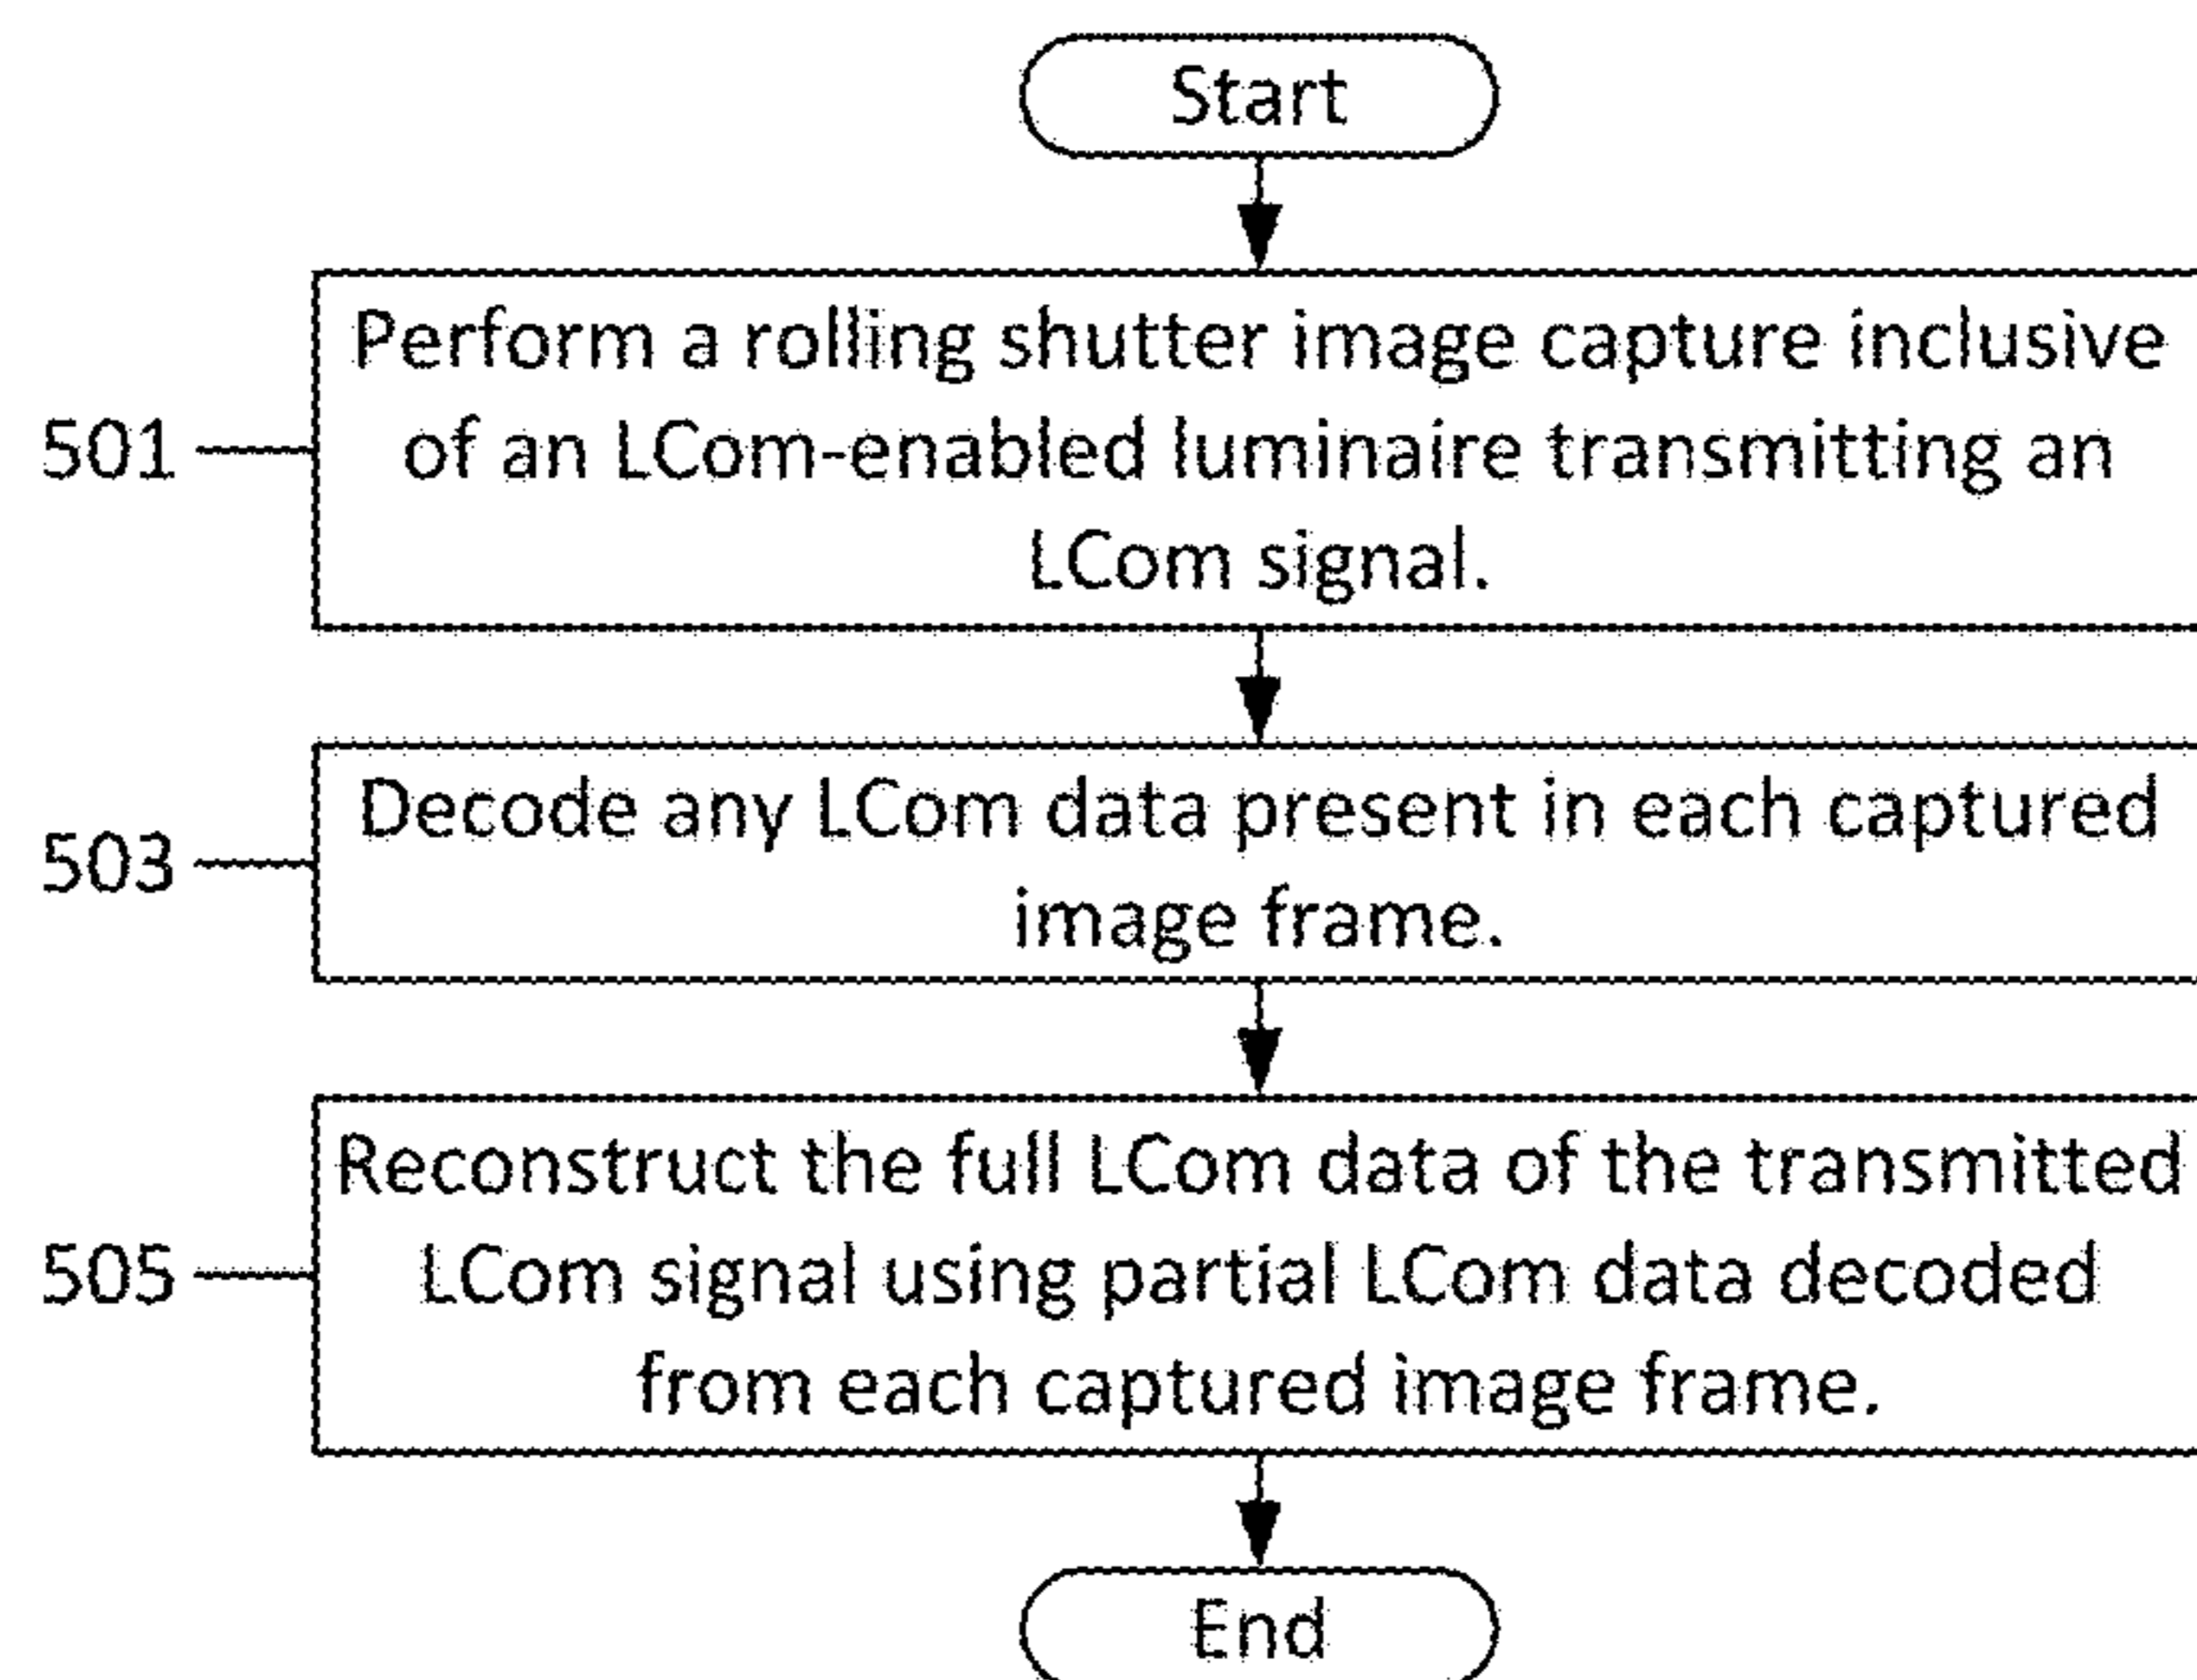 Start
Perform a rolling shutter image capture inclusive
501
of an LCom-enabled luminaire transmitting an
LCom signal.
Decode any LCom data present in each captured
503
image frame.
Reconstruct the full LCom data of the transmitted
505
LCom signal using partial LCom data decoded
from each captured image frame.
End